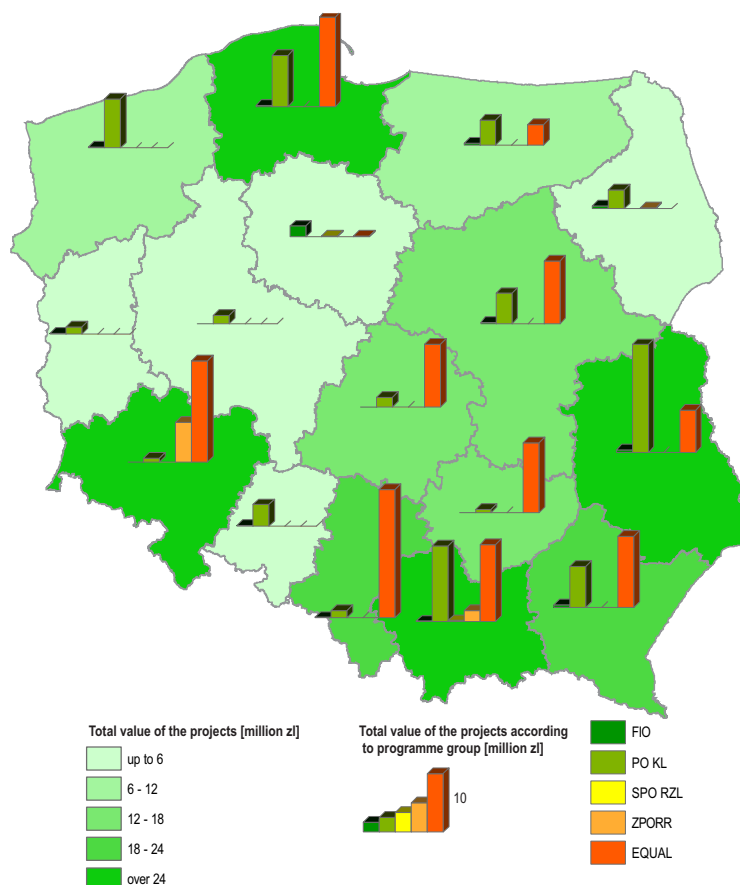 Total value of the projects [million zl]
up to 6
6 - 12
12 - 18
18 - 24
over 24
Total value of the projects according
to programme group [million zl]
10
FIO
PO KL
SPO RZL
ZPORR
EQUAL